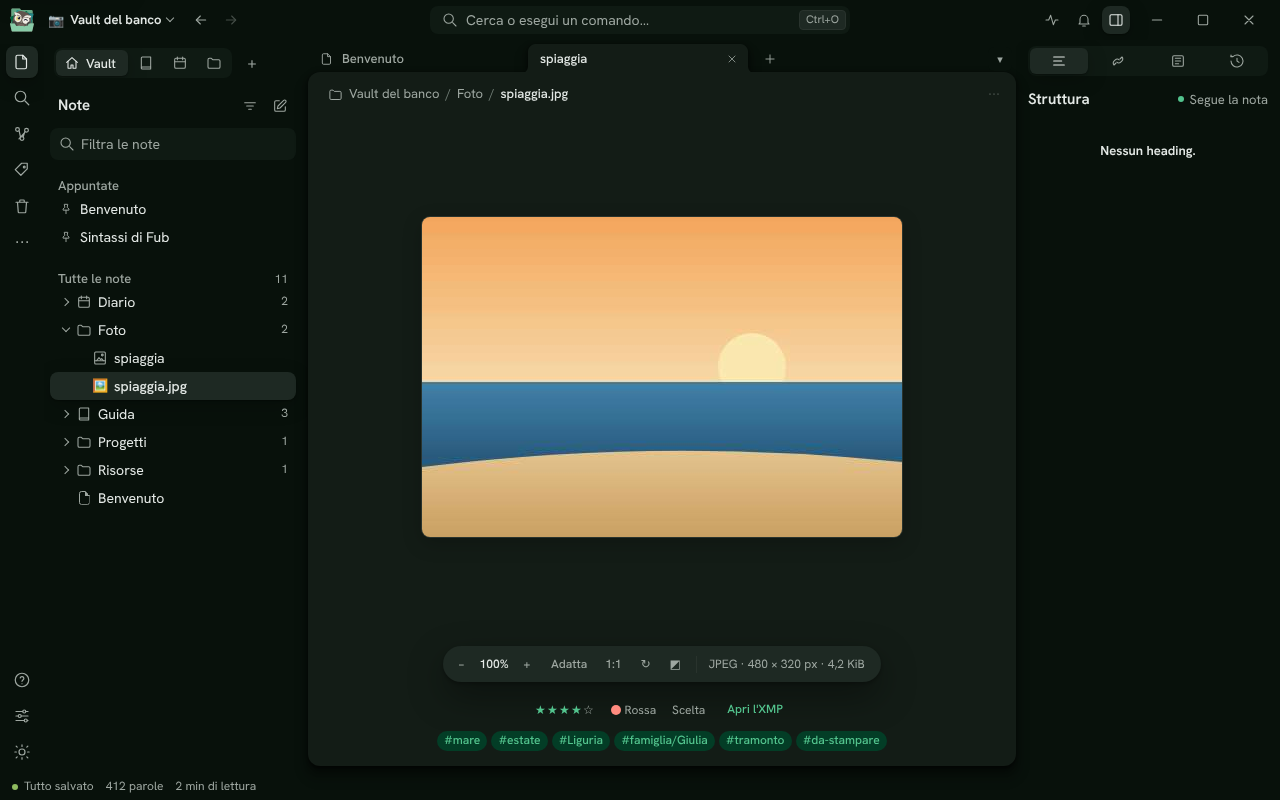 Vault del banco
Cerca o esegui un comando…
Ctrl+O
Vault
Note
Filtra le note
Appuntate
Benvenuto
Sintassi di Fub
Tutte le note 11
Diario 2
Foto 2
spiaggia
spiaggia.jpg
Guida 3
Progetti 1
Risorse 1
Benvenuto
Tutto salvato 412 parole 2 min di lettura
Benvenuto
spiaggia
Vault del banco / Foto / spiaggia.jpg
− 100% + Adatta 1:1 JPEG · 480 × 320 px · 4,2 KiB
★★★★☆ Rossa Scelta Apri l'XMP
#mare #estate #Liguria #famiglia/Giulia #tramonto #da-stampare
Struttura
Segue la nota
Nessun heading.